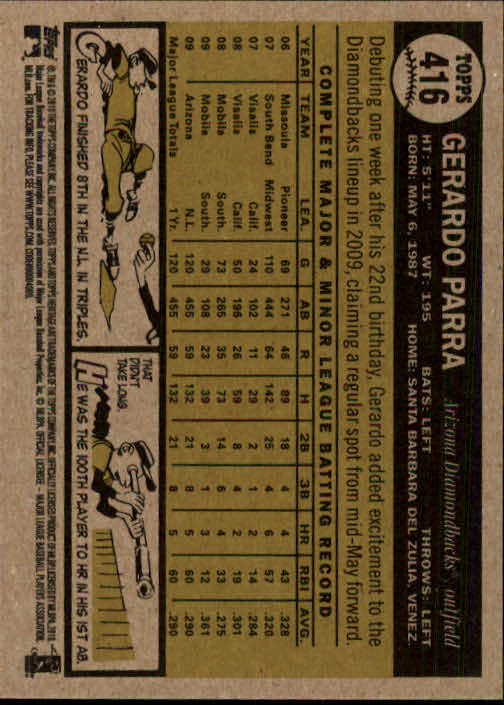 TOPPS
416
GERARDO PARRA
Arizona Diamondbacks®, outfield
HT: 5'11" WT: 195 BATS: LEFT THROWS: LEFT
BORN: MAY 6, 1987 HOME: SANTA BARBARA DEL ZULIA, VENEZ.
Debuting one week after his 22nd birthday, Gerardo added excitement to the
Diamondbacks lineup in 2009, claiming a regular spot from mid-May forward.
COMPLETE MAJOR & MINOR LEAGUE BATTING RECORD
YEAR TEAM LEA. G AB R H 2B 3B HR RBI AVG.
06 Missoula Pioneer 69 271 46 89 18 4 4 43 .328
07 South Bend Midwest 110 444 64 142 25 4 6 57 .320
07 Visalia Calif. 24 102 11 29 2 1 2 14 .284
08 Visalia Calif. 50 196 26 59 8 4 2 19 .301
08 Mobile South. 73 265 35 73 14 6 4 33 .275
09 Mobile South. 29 108 23 39 3 1 3 12 .361
09 Arizona N.L. 120 455 59 132 21 8 5 60 .290
Major League Totals 1 Yr. 120 455 59 132 21 8 5 60 .290
GERARDO FINISHED 8TH IN THE N.L. IN TRIPLES.
THAT DIDN'T TAKE LONG.
HE WAS THE 100TH PLAYER TO HR IN HIS 1ST AB.